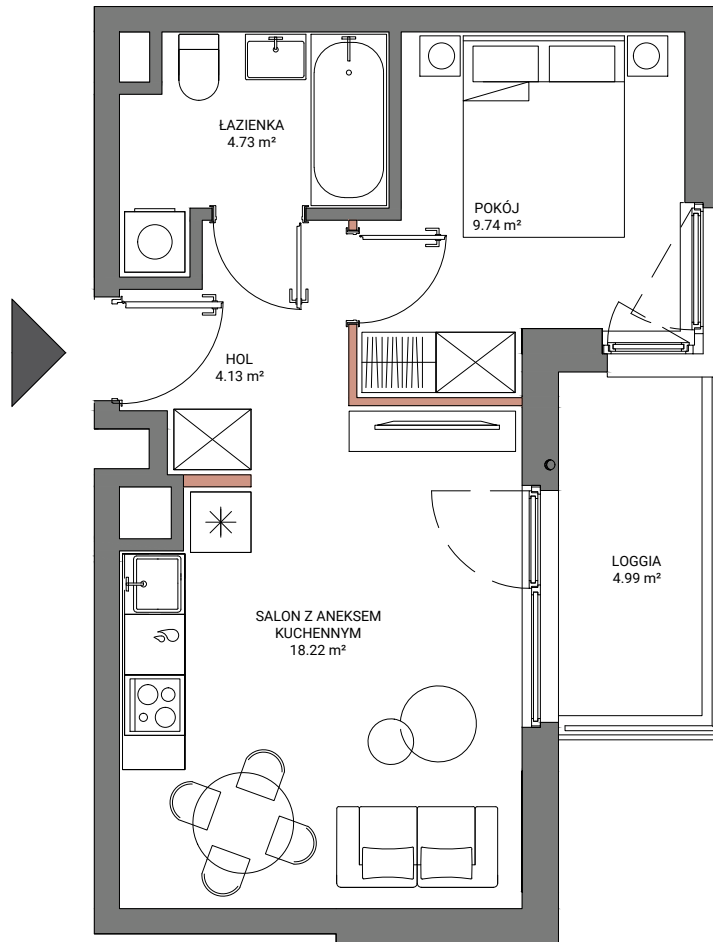 ŁAZIENKA
4.73 m²
POKÓJ
9.74 m²
HOL
4.13 m²
LOGGIA
4.99 m²
SALON Z ANEKSEM
KUCHENNYM
18.22 m²